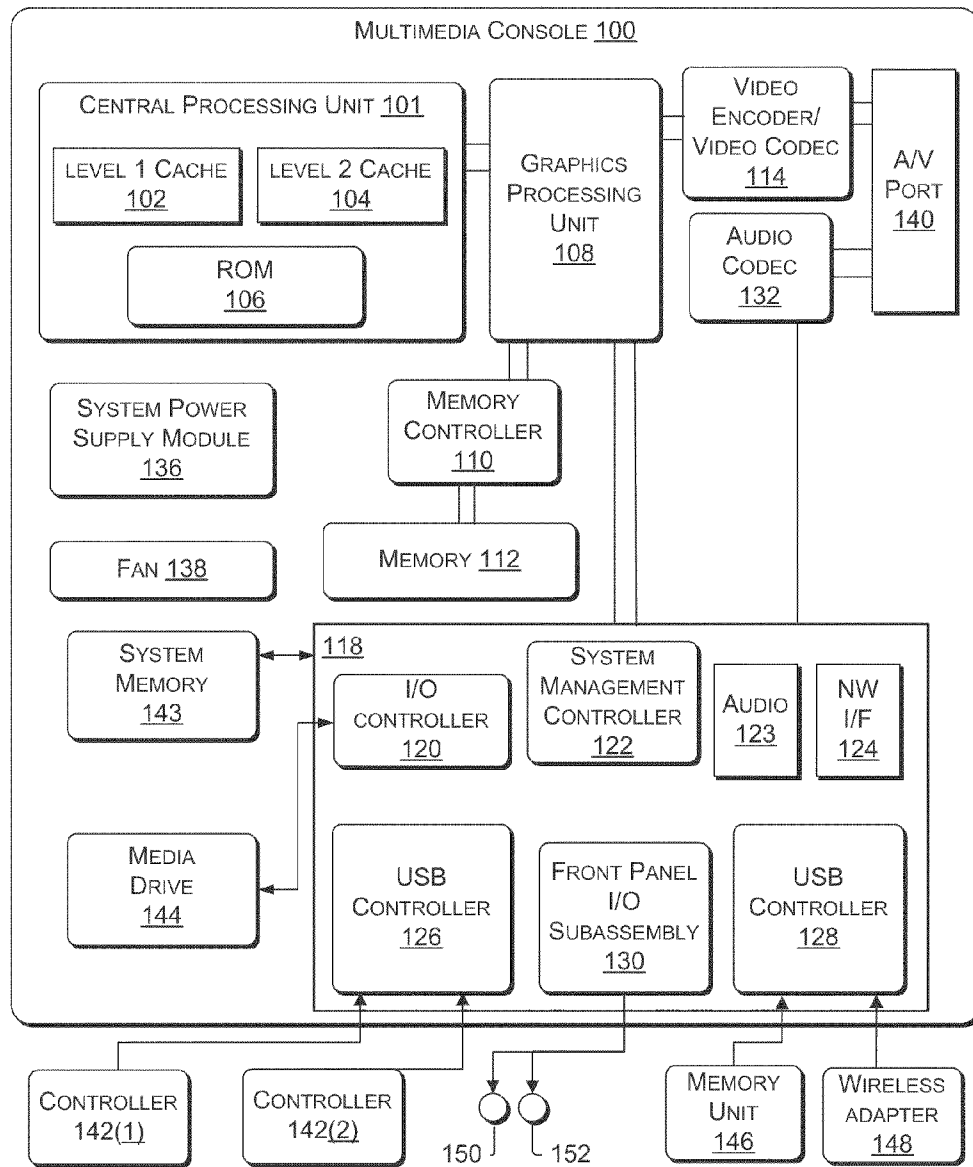 MULTIMEDIA CONSOLE 100
CENTRAL PROCESSING UNIT 101
LEVEL 1 CACHE
102
LEVEL 2 CACHE
104
ROM
106
GRAPHICS
PROCESSING
UNIT
108
VIDEO
ENCODER/
VIDEO CODEC
114
A/V
PORT
140
AUDIO
CODEC
132
SYSTEM POWER
SUPPLY MODULE
136
MEMORY
CONTROLLER
110
FAN 138
MEMORY 112
SYSTEM
MEMORY
143
118
I/O
CONTROLLER
120
SYSTEM
MANAGEMENT
CONTROLLER
122
AUDIO
123
NW
I/F
124
MEDIA
DRIVE
144
USB
CONTROLLER
126
FRONT PANEL
I/O
SUBASSEMBLY
130
USB
CONTROLLER
128
CONTROLLER
142(1)
CONTROLLER
142(2)
150
152
MEMORY
UNIT
146
WIRELESS
ADAPTER
148